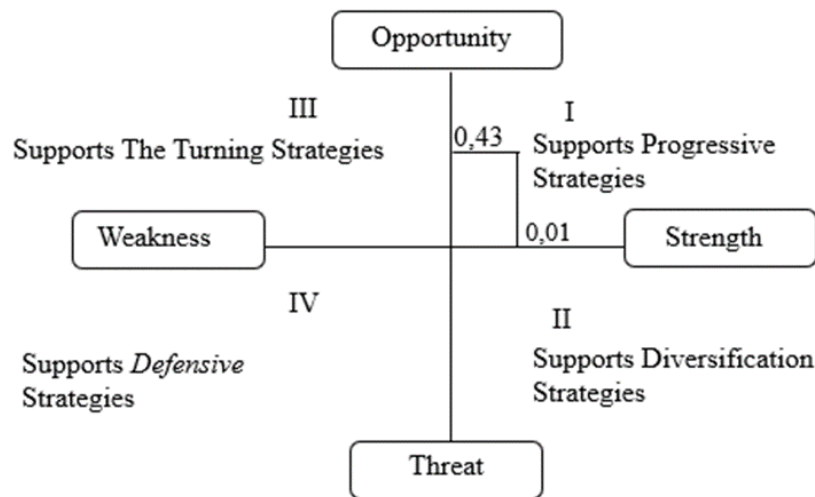 Opportunity
III
I
Supports The Turning Strategies
0,43
Supports Progressive
Strategies
Weakness
0,01
Strength
IV
II
Supports Defensive
Strategies
Supports Diversification
Strategies
Threat